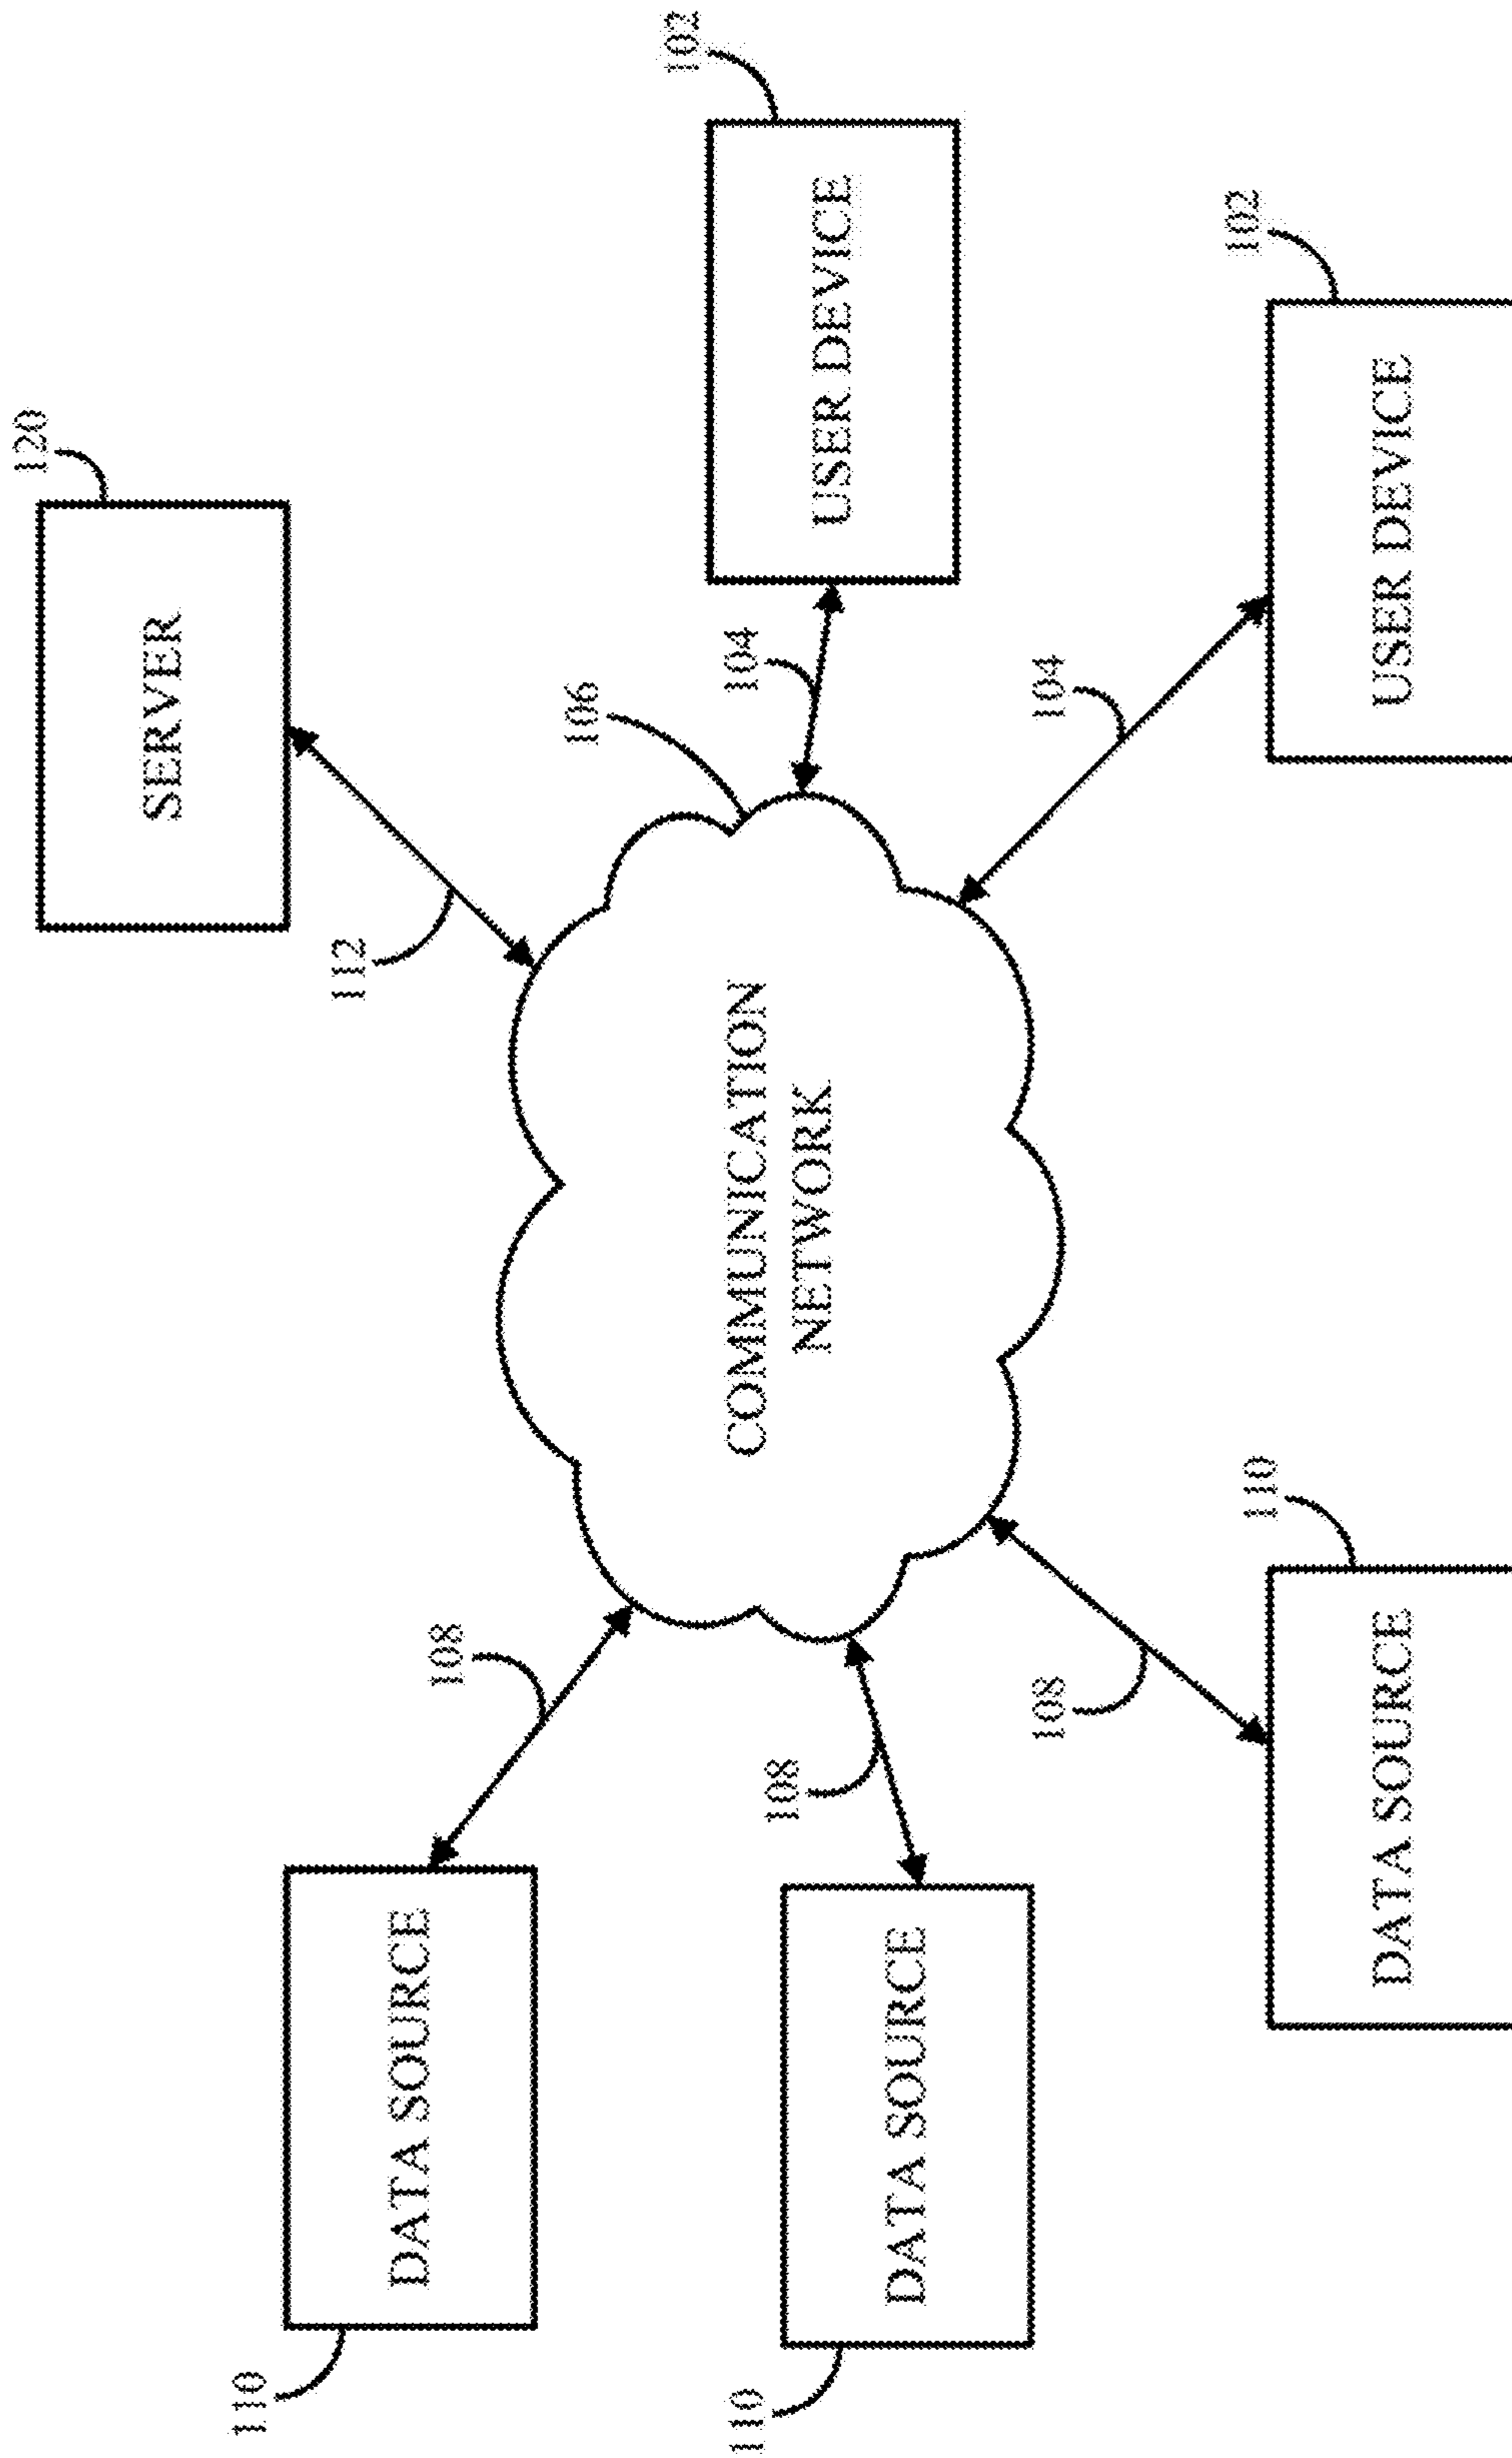 120
SERVER
112
110
DATA SOURCE
108
106
102
USER DEVICE
104
COMMUNICATION
NETWORK
110
DATA SOURCE
108
104
108
110
DATA SOURCE
102
USER DEVICE